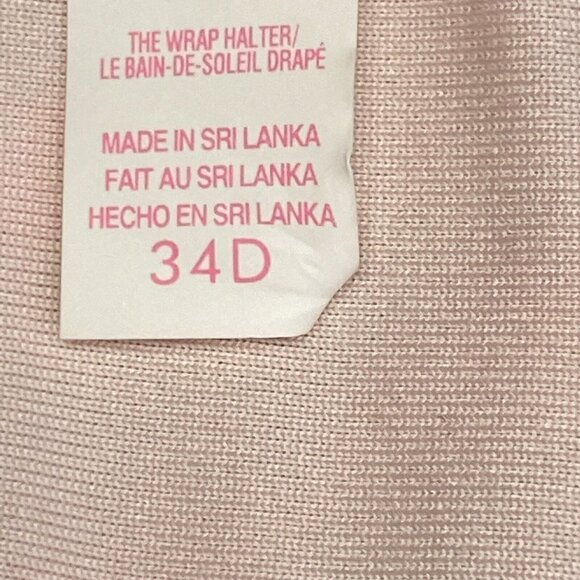 THE WRAP HALTER/
LE BAIN-DE-SOLEIL DRAPÉ
MADE IN SRI LANKA
FAIT AU SRI LANKA
HECHO EN SRI LANKA
34D